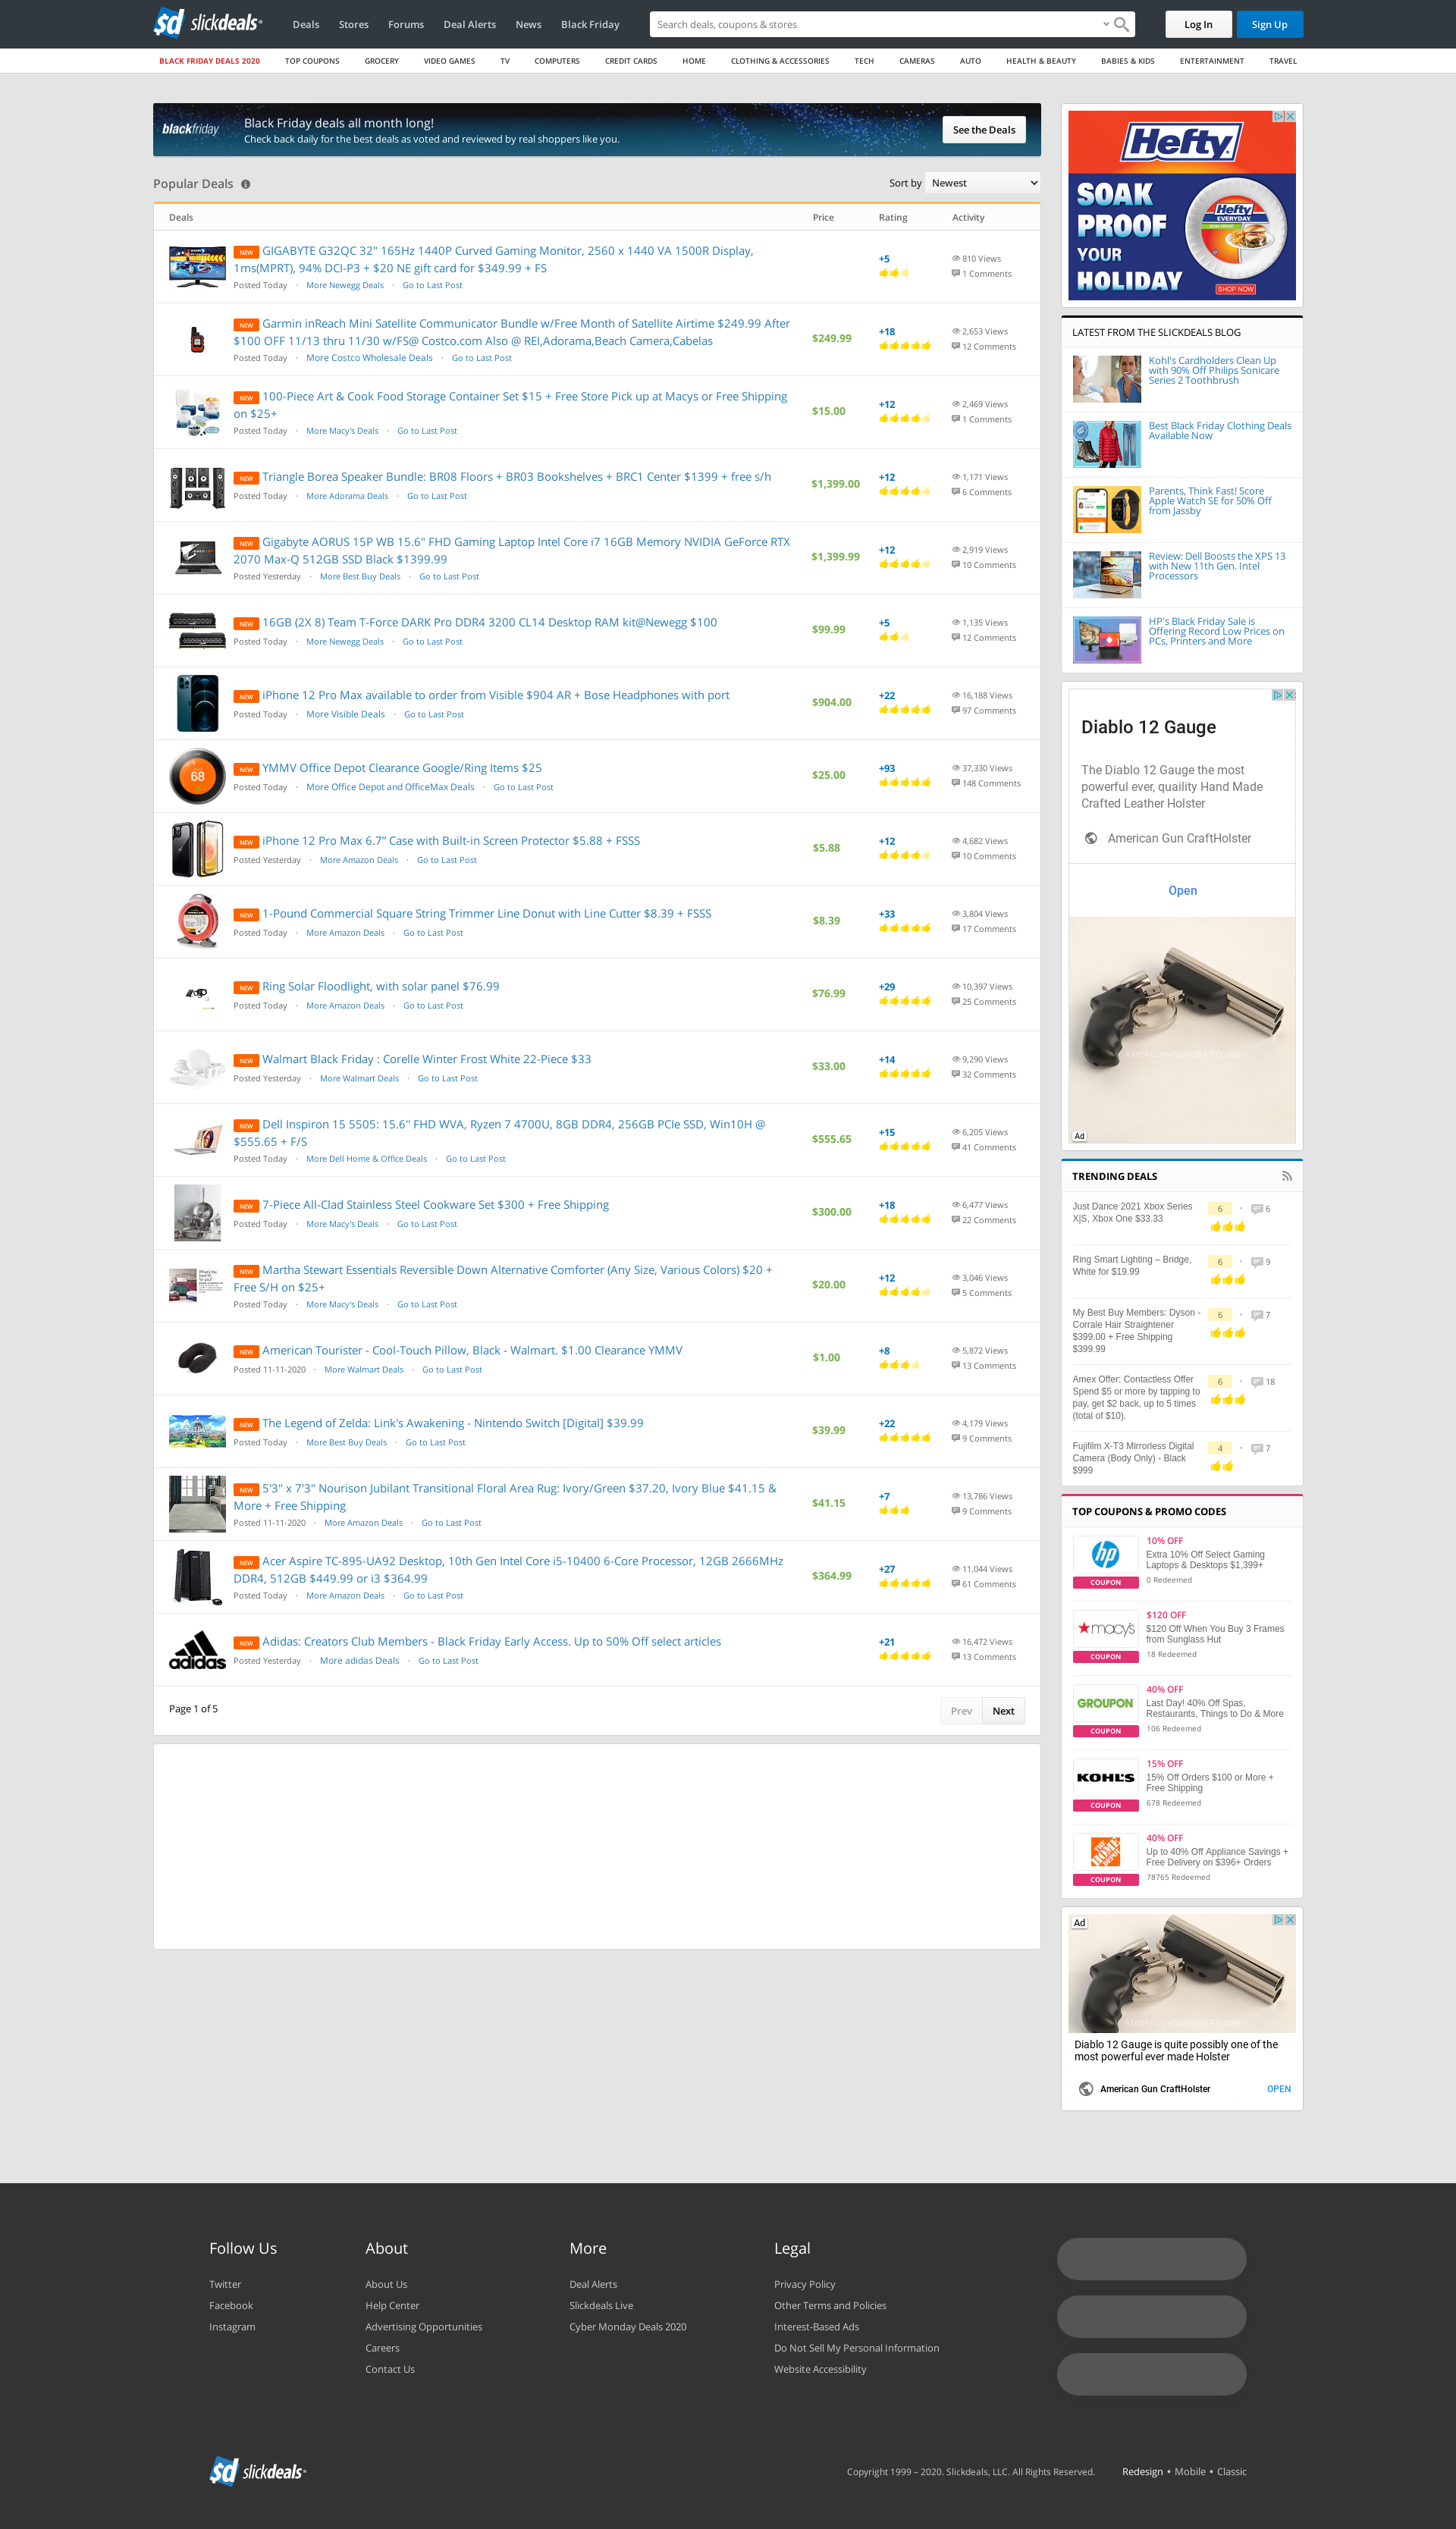 slickdeals
Deals
Stores
Forums
Deal Alerts
News
Black Friday
Search deals, coupons & stores
Log In
Sign Up
BLACK FRIDAY DEALS 2020
TOP COUPONS
GROCERY
VIDEO GAMES
TV
COMPUTERS
CREDIT CARDS
HOME
CLOTHING & ACCESSORIES
TECH
CAMERAS
AUTO
HEALTH & BEAUTY
BABIES & KIDS
ENTERTAINMENT
TRAVEL
blackfriday
Black Friday deals all month long!
Check back daily for the best deals as voted and reviewed by real shoppers like you.
See the Deals
Popular Deals
Sort by Newest
Deals Price Rating Activity
NEW GIGABYTE G32QC 32" 165Hz 1440P Curved Gaming Monitor, 2560 x 1440 VA 1500R Display,
1ms(MPRT), 94% DCI-P3 + $20 NE gift card for $349.99 + FS
Posted Today · More Newegg Deals · Go to Last Post
+5
810 Views
1 Comments
NEW Garmin inReach Mini Satellite Communicator Bundle w/Free Month of Satellite Airtime $249.99 After
$100 OFF 11/13 thru 11/30 w/FS@ Costco.com Also @ REI,Adorama,Beach Camera,Cabelas
Posted Today · More Costco Wholesale Deals · Go to Last Post
$249.99
+18
2,653 Views
12 Comments
NEW 100-Piece Art & Cook Food Storage Container Set $15 + Free Store Pick up at Macys or Free Shipping
on $25+
Posted Today · More Macy's Deals · Go to Last Post
$15.00
+12
2,469 Views
1 Comments
NEW Triangle Borea Speaker Bundle: BR08 Floors + BR03 Bookshelves + BRC1 Center $1399 + free s/h
Posted Today · More Adorama Deals · Go to Last Post
$1,399.00
+12
1,171 Views
6 Comments
NEW Gigabyte AORUS 15P WB 15.6" FHD Gaming Laptop Intel Core i7 16GB Memory NVIDIA GeForce RTX
2070 Max-Q 512GB SSD Black $1399.99
Posted Yesterday · More Best Buy Deals · Go to Last Post
$1,399.99
+12
2,919 Views
10 Comments
NEW 16GB (2X 8) Team T-Force DARK Pro DDR4 3200 CL14 Desktop RAM kit@Newegg $100
Posted Today · More Newegg Deals · Go to Last Post
$99.99
+5
1,135 Views
12 Comments
NEW iPhone 12 Pro Max available to order from Visible $904 AR + Bose Headphones with port
Posted Today · More Visible Deals · Go to Last Post
$904.00
+22
16,188 Views
97 Comments
68
NEW YMMV Office Depot Clearance Google/Ring Items $25
Posted Today · More Office Depot and OfficeMax Deals · Go to Last Post
$25.00
+93
37,330 Views
148 Comments
NEW iPhone 12 Pro Max 6.7” Case with Built-in Screen Protector $5.88 + FSSS
Posted Yesterday · More Amazon Deals · Go to Last Post
$5.88
+12
4,682 Views
10 Comments
NEW 1-Pound Commercial Square String Trimmer Line Donut with Line Cutter $8.39 + FSSS
Posted Today · More Amazon Deals · Go to Last Post
$8.39
+33
3,804 Views
17 Comments
NEW Ring Solar Floodlight, with solar panel $76.99
Posted Today · More Amazon Deals · Go to Last Post
$76.99
+29
10,397 Views
25 Comments
NEW Walmart Black Friday : Corelle Winter Frost White 22-Piece $33
Posted Yesterday · More Walmart Deals · Go to Last Post
$33.00
+14
9,290 Views
32 Comments
NEW Dell Inspiron 15 5505: 15.6'' FHD WVA, Ryzen 7 4700U, 8GB DDR4, 256GB PCIe SSD, Win10H @
$555.65 + F/S
Posted Today · More Dell Home & Office Deals · Go to Last Post
$555.65
+15
6,205 Views
41 Comments
NEW 7-Piece All-Clad Stainless Steel Cookware Set $300 + Free Shipping
Posted Today · More Macy's Deals · Go to Last Post
$300.00
+18
6,477 Views
22 Comments
NEW Martha Stewart Essentials Reversible Down Alternative Comforter (Any Size, Various Colors) $20 +
Free S/H on $25+
Posted Today · More Macy's Deals · Go to Last Post
$20.00
+12
3,046 Views
5 Comments
NEW American Tourister - Cool-Touch Pillow, Black - Walmart. $1.00 Clearance YMMV
Posted 11-11-2020 · More Walmart Deals · Go to Last Post
$1.00
+8
5,872 Views
13 Comments
NEW The Legend of Zelda: Link's Awakening - Nintendo Switch [Digital] $39.99
Posted Today · More Best Buy Deals · Go to Last Post
$39.99
+22
4,179 Views
9 Comments
NEW 5'3" x 7'3" Nourison Jubilant Transitional Floral Area Rug: Ivory/Green $37.20, Ivory Blue $41.15 &
More + Free Shipping
Posted 11-11-2020 · More Amazon Deals · Go to Last Post
$41.15
+7
13,786 Views
9 Comments
NEW Acer Aspire TC-895-UA92 Desktop, 10th Gen Intel Core i5-10400 6-Core Processor, 12GB 2666MHz
DDR4, 512GB $449.99 or i3 $364.99
Posted Today · More Amazon Deals · Go to Last Post
$364.99
+27
11,044 Views
61 Comments
adidas
NEW Adidas: Creators Club Members - Black Friday Early Access. Up to 50% Off select articles
Posted Yesterday · More adidas Deals · Go to Last Post
+21
16,472 Views
13 Comments
Page 1 of 5
Prev
Next
Hefty
SOAK
PROOF
YOUR
HOLIDAY
Hefty
EVERYDAY
SHOP NOW
LATEST FROM THE SLICKDEALS BLOG
Kohl's Cardholders Clean Up
with 90% Off Philips Sonicare
Series 2 Toothbrush
Best Black Friday Clothing Deals
Available Now
Parents, Think Fast! Score
Apple Watch SE for 50% Off
from Jassby
Review: Dell Boosts the XPS 13
with New 11th Gen. Intel
Processors
HP's Black Friday Sale is
Offering Record Low Prices on
PCs, Printers and More
Diablo 12 Gauge
The Diablo 12 Gauge the most
powerful ever, quaility Hand Made
Crafted Leather Holster
American Gun CraftHolster
Open
AMERICANGUNCRAFT.COM
Ad
TRENDING DEALS
Just Dance 2021 Xbox Series
X|S, Xbox One $33.33
6 • 6
Ring Smart Lighting – Bridge,
White for $19.99
6 • 9
My Best Buy Members: Dyson -
Corrale Hair Straightener
$399.00 + Free Shipping
$399.99
6 • 7
Amex Offer: Contactless Offer
Spend $5 or more by tapping to
pay, get $2 back, up to 5 times
(total of $10).
6 • 18
Fujifilm X-T3 Mirrorless Digital
Camera (Body Only) - Black
$999
4 • 7
TOP COUPONS & PROMO CODES
hp
COUPON
10% OFF
Extra 10% Off Select Gaming
Laptops & Desktops $1,399+
0 Redeemed
macy's
COUPON
$120 OFF
$120 Off When You Buy 3 Frames
from Sunglass Hut
18 Redeemed
GROUPON
COUPON
40% OFF
Last Day! 40% Off Spas,
Restaurants, Things to Do & More
106 Redeemed
KOHL'S
COUPON
15% OFF
15% Off Orders $100 or More +
Free Shipping
678 Redeemed
THE HOME DEPOT
COUPON
40% OFF
Up to 40% Off Appliance Savings +
Free Delivery on $396+ Orders
78765 Redeemed
Ad
AMERICANGUNCRAFT.COM
Diablo 12 Gauge is quite possibly one of the
most powerful ever made Holster
American Gun CraftHolster
OPEN
Follow Us
Twitter
Facebook
Instagram
About
About Us
Help Center
Advertising Opportunities
Careers
Contact Us
More
Deal Alerts
Slickdeals Live
Cyber Monday Deals 2020
Legal
Privacy Policy
Other Terms and Policies
Interest-Based Ads
Do Not Sell My Personal Information
Website Accessibility
slickdeals
Copyright 1999 – 2020. Slickdeals, LLC. All Rights Reserved.
Redesign • Mobile • Classic